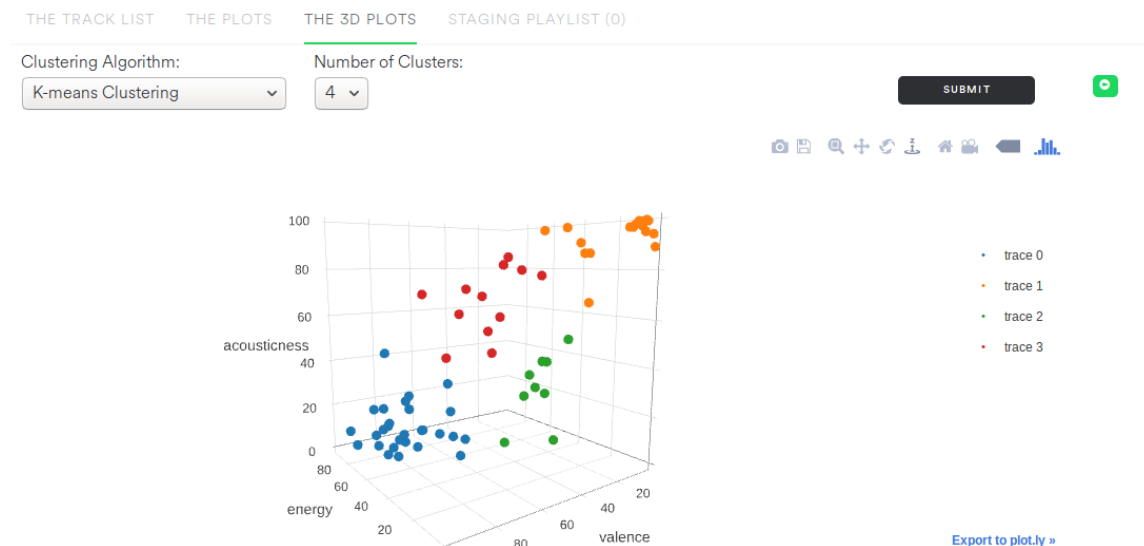 THE TRACK LIST THE PLOTS THE 3D PLOTS STAGING PLAYLIST (0)
Clustering Algorithm: Number of Clusters:
K-means Clustering 4 SUBMIT
100
80
60
acousticness
40
20
0
80
60
energy 40
20
20
40
60
80
valence
trace 0
trace 1
trace 2
trace 3
Export to plot.ly »